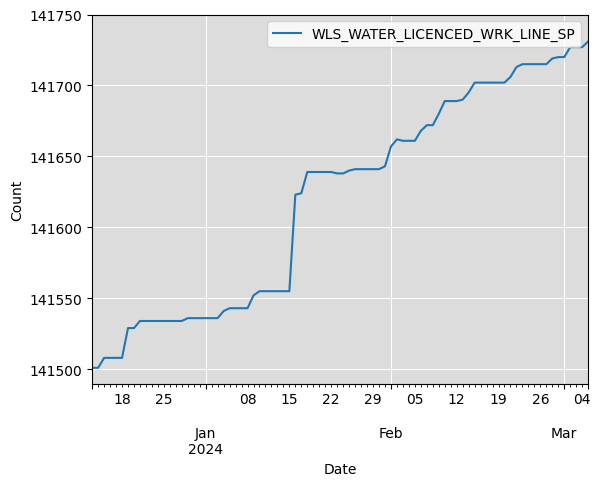 WLS_WATER_LICENCED_WRK_LINE_SP
141750
141700
141650
141600
141550
141500
Count
18 25 08 15 22 29 05 12 19 26 04
Jan Feb Mar
2024
Date